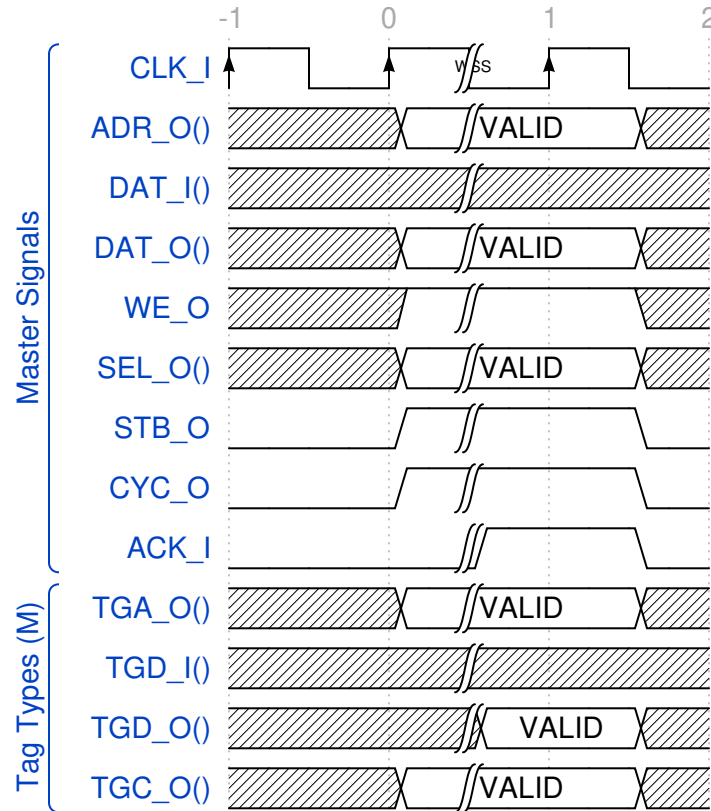 -1 0 1 2
Master Signals
CLK_I
wss
ADR_O()
VALID
DAT_I()
DAT_O()
VALID
WE_O
SEL_O()
VALID
STB_O
CYC_O
ACK_I
Tag Types (M)
TGA_O()
VALID
TGD_I()
TGD_O()
VALID
TGC_O()
VALID